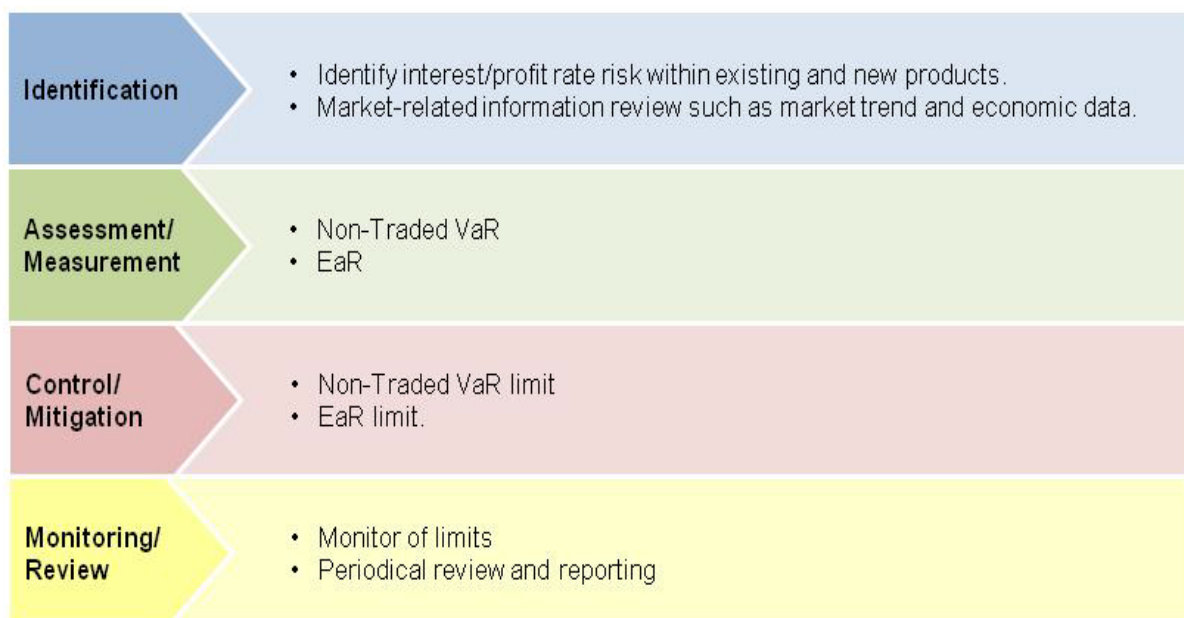 Identification
• Identify interest/profit rate risk within existing and new products.
• Market-related information review such as market trend and economic data.
Assessment/
Measurement
• Non-Traded VaR
• EaR
Control/
Mitigation
• Non-Traded VaR limit
• EaR limit.
Monitoring/
Review
• Monitor of limits
• Periodical review and reporting